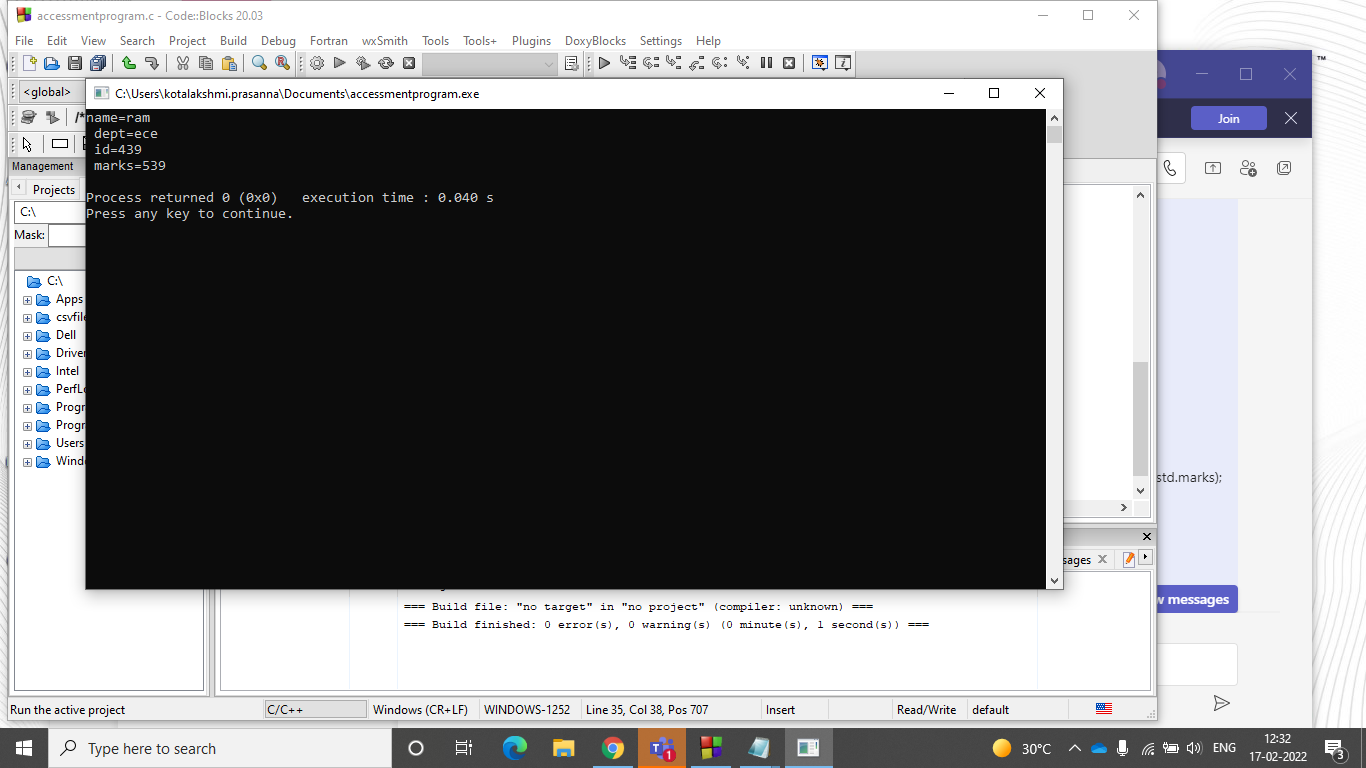 accessmentprogram.c - Code::Blocks 20.03
File Edit View Search Project Build Debug Fortran wxSmith Tools Tools+ Plugins DoxyBlocks Settings Help
™
<global>
C:\Users\kotalakshmi.prasanna\Documents\accessmentprogram.exe
Join
name=ram
dept=ece
id=439
marks=539
Process returned 0 (0x0)   execution time : 0.040 s
Press any key to continue.
/*
Management
Projects
C:\
Mask:
C:\
Apps
csvfile
Dell
Driver
Intel
PerfLo
Progr
Progr
Users
Windo
std.marks);
sages
w messages
=== Build file: "no target" in "no project" (compiler: unknown) ===
=== Build finished: 0 error(s), 0 warning(s) (0 minute(s), 1 second(s)) ===
Run the active project C/C++ Windows (CR+LF) WINDOWS-1252 Line 35, Col 38, Pos 707 Insert Read/Write default
Type here to search
1
30°C
ENG
12:32
17-02-2022
3